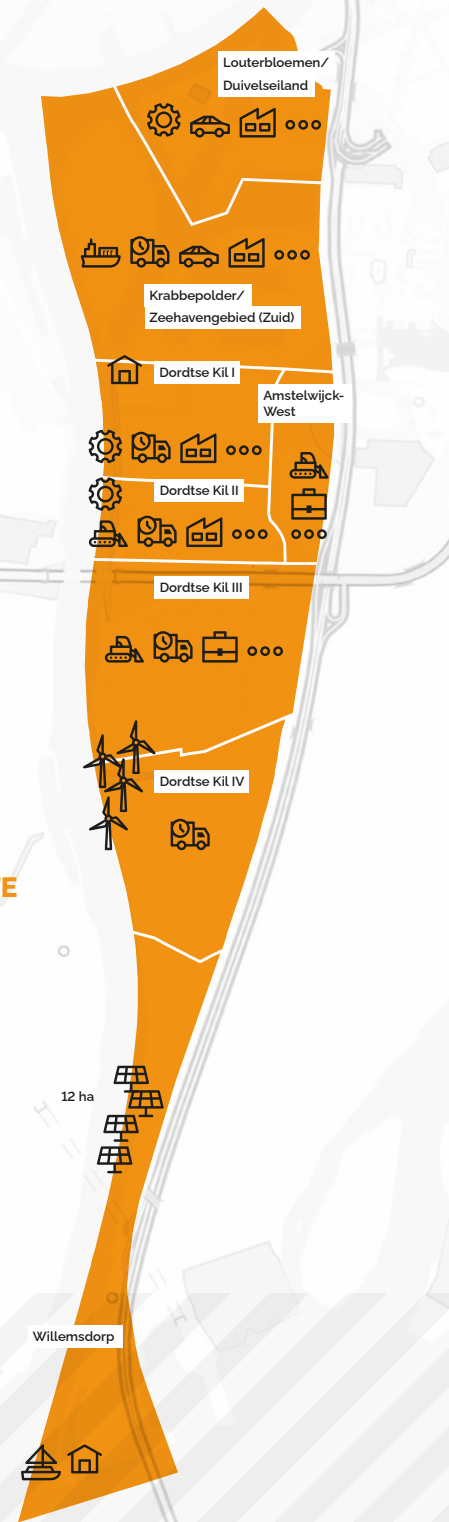 Louterbloemen/
Duivelseiland
Krabbepolder/
Zeehavengebied (Zuid)
Dordtse Kil I
Amstelwijck-
West
Dordtse Kil II
Dordtse Kil III
Dordtse Kil IV
E
12 ha
Willemsdorp